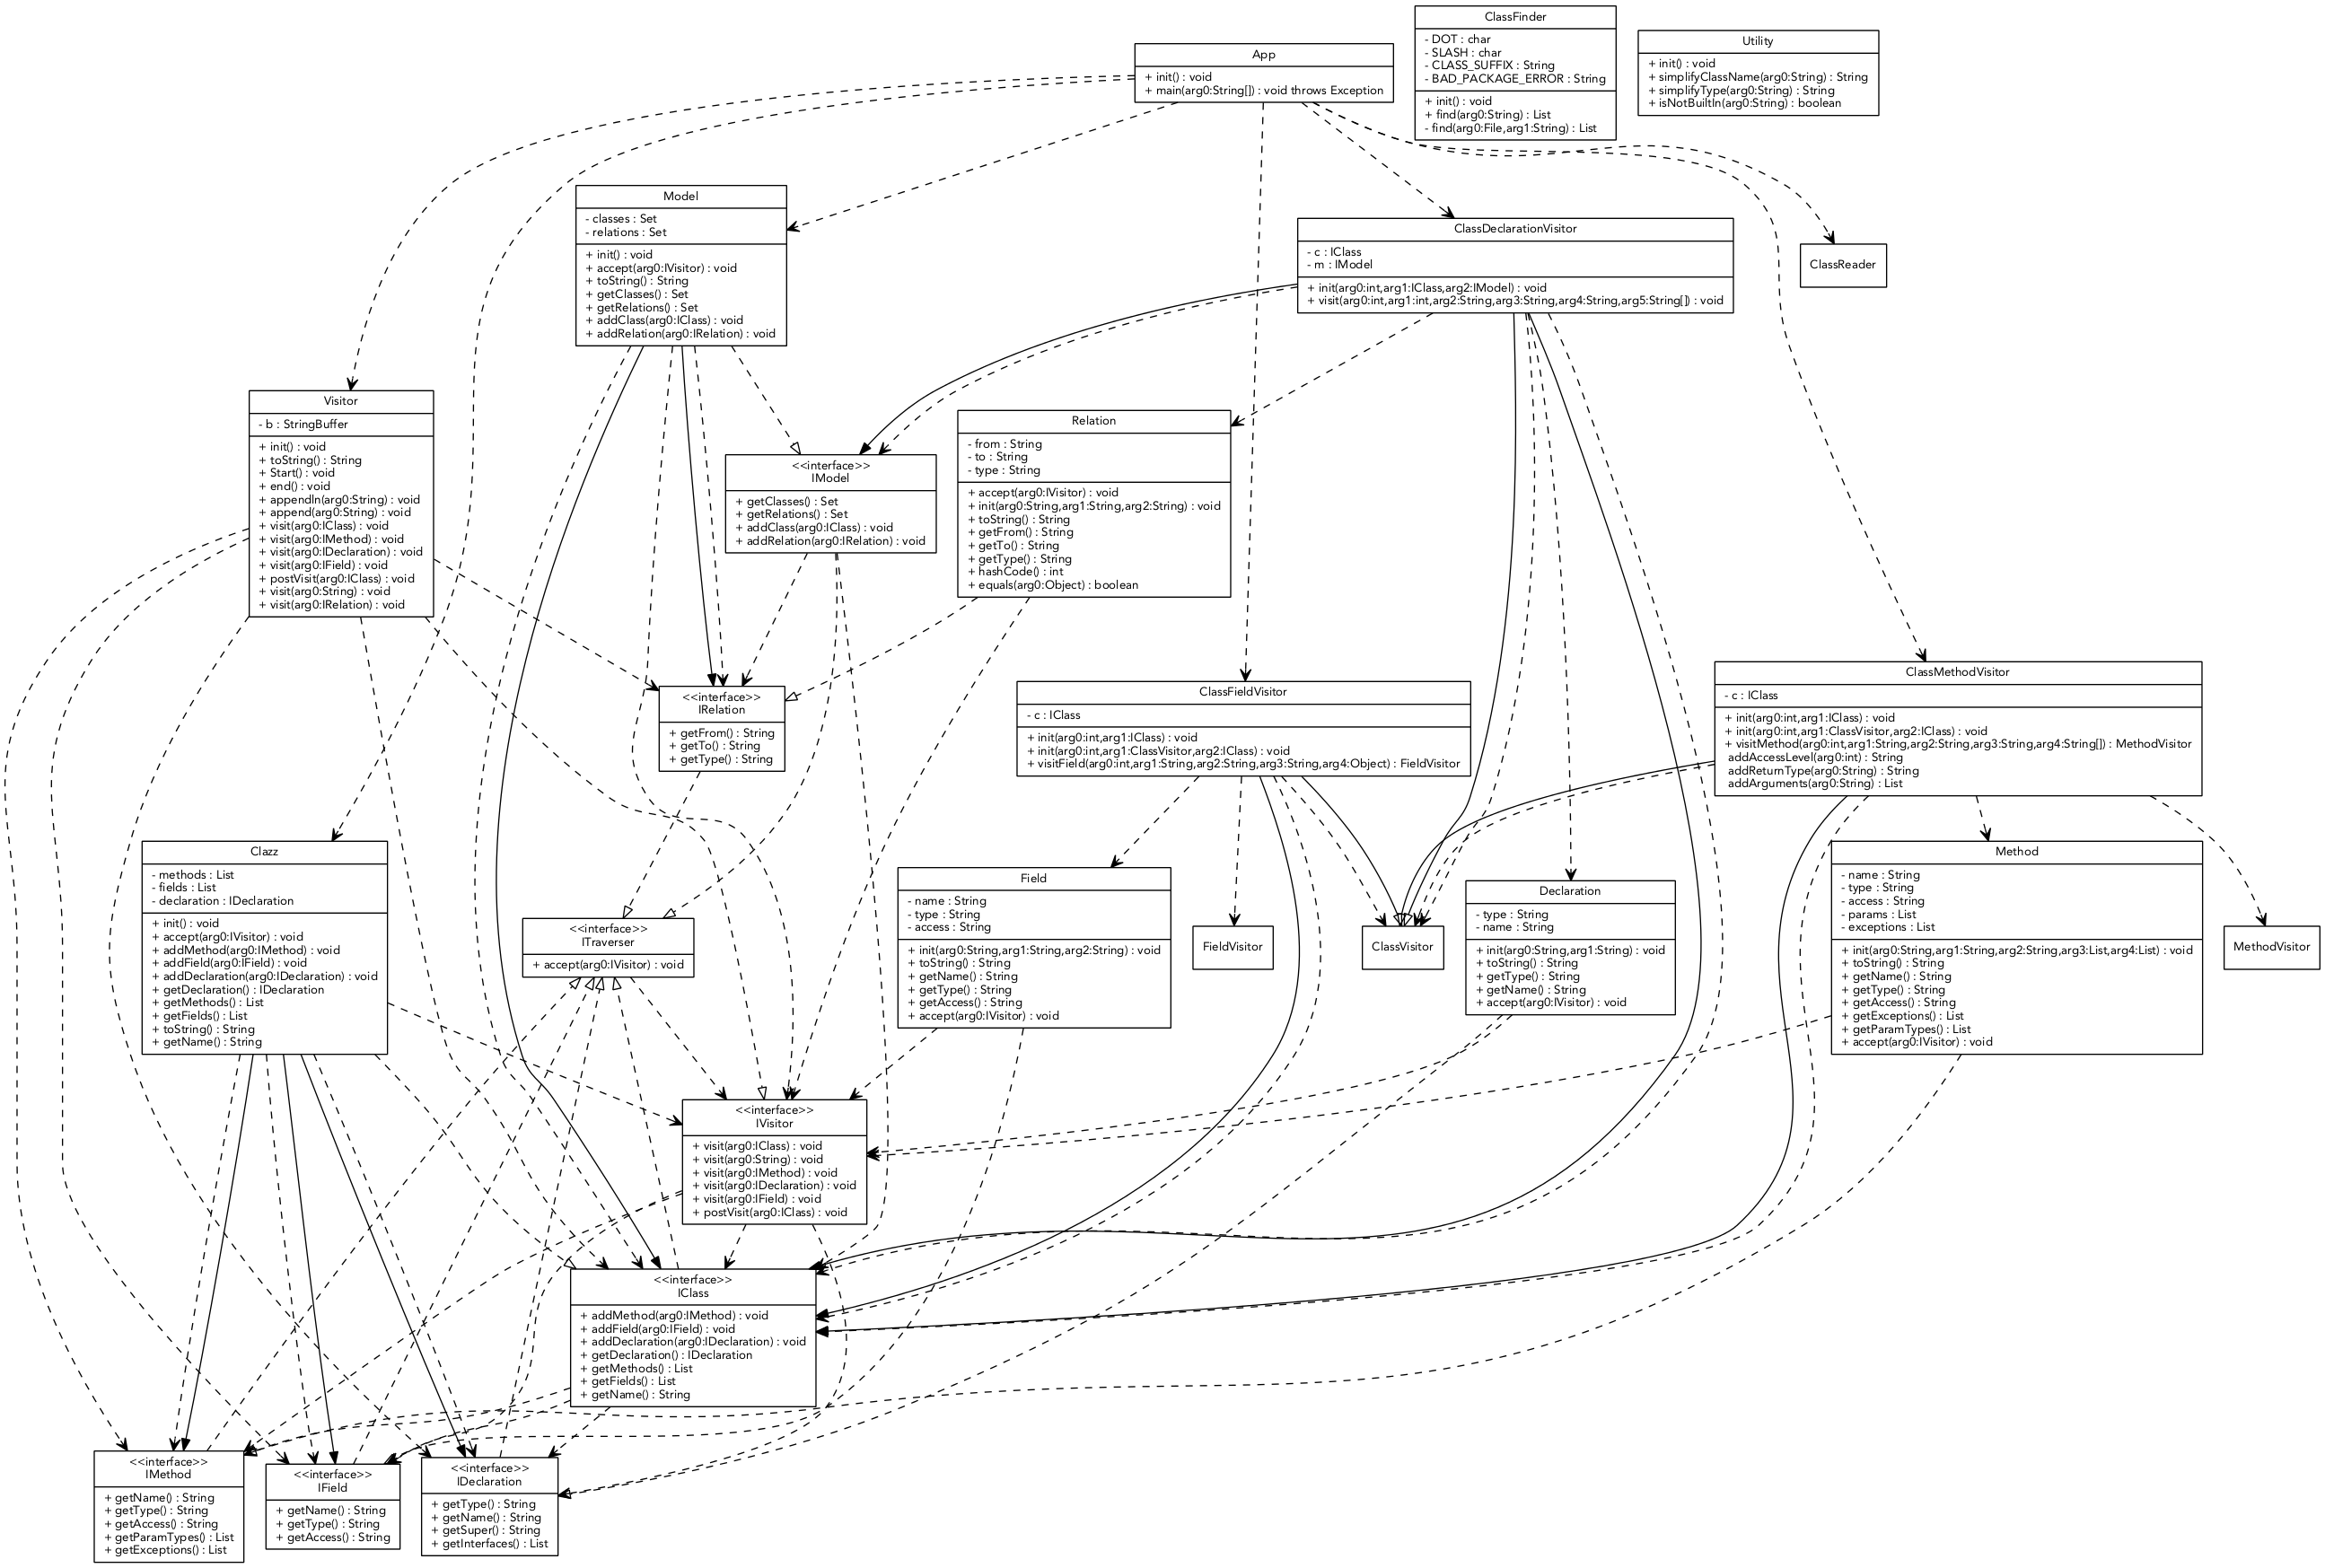 ClassFinder
- DOT : char
- SLASH : char
- CLASS_SUFFIX : String
- BAD_PACKAGE_ERROR : String
+ init() : void
+ find(arg0:String) : List
- find(arg0:File,arg1:String) : List
Utility
+ init() : void
+ simplifyClassName(arg0:String) : String
+ simplifyType(arg0:String) : String
+ isNotBuiltIn(arg0:String) : boolean
App
+ init() : void
+ main(arg0:String[]) : void throws Exception
Model
- classes : Set
- relations : Set
+ init() : void
+ accept(arg0:IVisitor) : void
+ toString() : String
+ getClasses() : Set
+ getRelations() : Set
+ addClass(arg0:IClass) : void
+ addRelation(arg0:IRelation) : void
ClassDeclarationVisitor
- c : IClass
- m : IModel
+ init(arg0:int,arg1:IClass,arg2:IModel) : void
+ visit(arg0:int,arg1:int,arg2:String,arg3:String,arg4:String,arg5:String[]) : void
ClassReader
Visitor
- b : StringBuffer
+ init() : void
+ toString() : String
+ Start() : void
+ end() : void
+ appendln(arg0:String) : void
+ append(arg0:String) : void
+ visit(arg0:IClass) : void
+ visit(arg0:IMethod) : void
+ visit(arg0:IDeclaration) : void
+ visit(arg0:IField) : void
+ postVisit(arg0:IClass) : void
+ visit(arg0:String) : void
+ visit(arg0:IRelation) : void
<<interface>>
IModel
+ getClasses() : Set
+ getRelations() : Set
+ addClass(arg0:IClass) : void
+ addRelation(arg0:IRelation) : void
Relation
- from : String
- to : String
- type : String
+ accept(arg0:IVisitor) : void
+ init(arg0:String,arg1:String,arg2:String) : void
+ toString() : String
+ getFrom() : String
+ getTo() : String
+ getType() : String
+ hashCode() : int
+ equals(arg0:Object) : boolean
<<interface>>
IRelation
+ getFrom() : String
+ getTo() : String
+ getType() : String
ClassFieldVisitor
- c : IClass
+ init(arg0:int,arg1:IClass) : void
+ init(arg0:int,arg1:ClassVisitor,arg2:IClass) : void
+ visitField(arg0:int,arg1:String,arg2:String,arg3:String,arg4:Object) : FieldVisitor
ClassMethodVisitor
- c : IClass
+ init(arg0:int,arg1:IClass) : void
+ init(arg0:int,arg1:ClassVisitor,arg2:IClass) : void
+ visitMethod(arg0:int,arg1:String,arg2:String,arg3:String,arg4:String[]) : MethodVisitor
addAccessLevel(arg0:int) : String
addReturnType(arg0:String) : String
addArguments(arg0:String) : List
Clazz
- methods : List
- fields : List
- declaration : IDeclaration
+ init() : void
+ accept(arg0:IVisitor) : void
+ addMethod(arg0:IMethod) : void
+ addField(arg0:IField) : void
+ addDeclaration(arg0:IDeclaration) : void
+ getDeclaration() : IDeclaration
+ getMethods() : List
+ getFields() : List
+ toString() : String
+ getName() : String
<<interface>>
ITraverser
+ accept(arg0:IVisitor) : void
Field
- name : String
- type : String
- access : String
+ init(arg0:String,arg1:String,arg2:String) : void
+ toString() : String
+ getName() : String
+ getType() : String
+ getAccess() : String
+ accept(arg0:IVisitor) : void
FieldVisitor
ClassVisitor
Declaration
- type : String
- name : String
+ init(arg0:String,arg1:String) : void
+ toString() : String
+ getType() : String
+ getName() : String
+ accept(arg0:IVisitor) : void
Method
- name : String
- type : String
- access : String
- params : List
- exceptions : List
+ init(arg0:String,arg1:String,arg2:String,arg3:List,arg4:List) : void
+ toString() : String
+ getName() : String
+ getType() : String
+ getAccess() : String
+ getExceptions() : List
+ getParamTypes() : List
+ accept(arg0:IVisitor) : void
MethodVisitor
<<interface>>
IVisitor
+ visit(arg0:IClass) : void
+ visit(arg0:String) : void
+ visit(arg0:IMethod) : void
+ visit(arg0:IDeclaration) : void
+ visit(arg0:IField) : void
+ postVisit(arg0:IClass) : void
<<interface>>
IClass
+ addMethod(arg0:IMethod) : void
+ addField(arg0:IField) : void
+ addDeclaration(arg0:IDeclaration) : void
+ getDeclaration() : IDeclaration
+ getMethods() : List
+ getFields() : List
+ getName() : String
<<interface>>
IMethod
+ getName() : String
+ getType() : String
+ getAccess() : String
+ getParamTypes() : List
+ getExceptions() : List
<<interface>>
IField
+ getName() : String
+ getType() : String
+ getAccess() : String
<<interface>>
IDeclaration
+ getType() : String
+ getName() : String
+ getSuper() : String
+ getInterfaces() : List